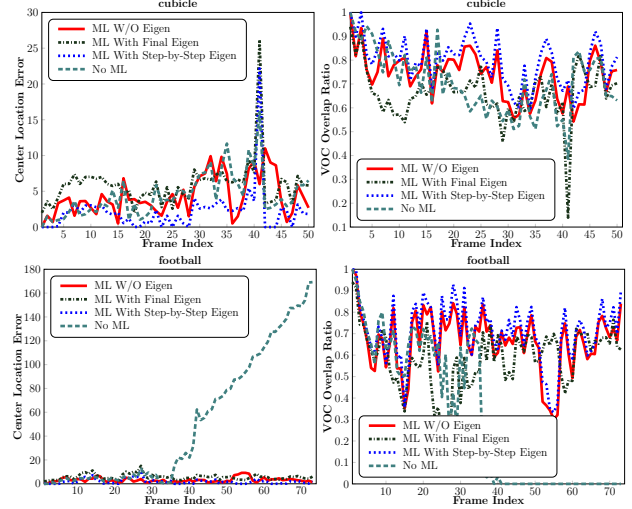 cubicle
cubicle
Center Location Error
30
25
20
15
10
5
0
ML W/O Eigen
ML With Final Eigen
ML With Step-by-Step Eigen
No ML
5 10 15 20 25 30 35 40 45 50
Frame Index
VOC Overlap Ratio
1
0.9
0.8
0.7
0.6
0.5
0.4
0.3
0.2
0.1
ML W/O Eigen
ML With Final Eigen
ML With Step-by-Step Eigen
No ML
5 10 15 20 25 30 35 40 45 50
Frame Index
football
football
Center Location Error
180
160
140
120
100
80
60
40
20
0
ML W/O Eigen
ML With Final Eigen
ML With Step-by-Step Eigen
No ML
10 20 30 40 50 60 70
Frame Index
VOC Overlap Ratio
1
0.9
0.8
0.7
0.6
0.5
0.4
0.3
0.2
0.1
0
ML W/O Eigen
ML With Final Eigen
ML With Step-by-Step Eigen
No ML
10 20 30 40 50 60 70
Frame Index